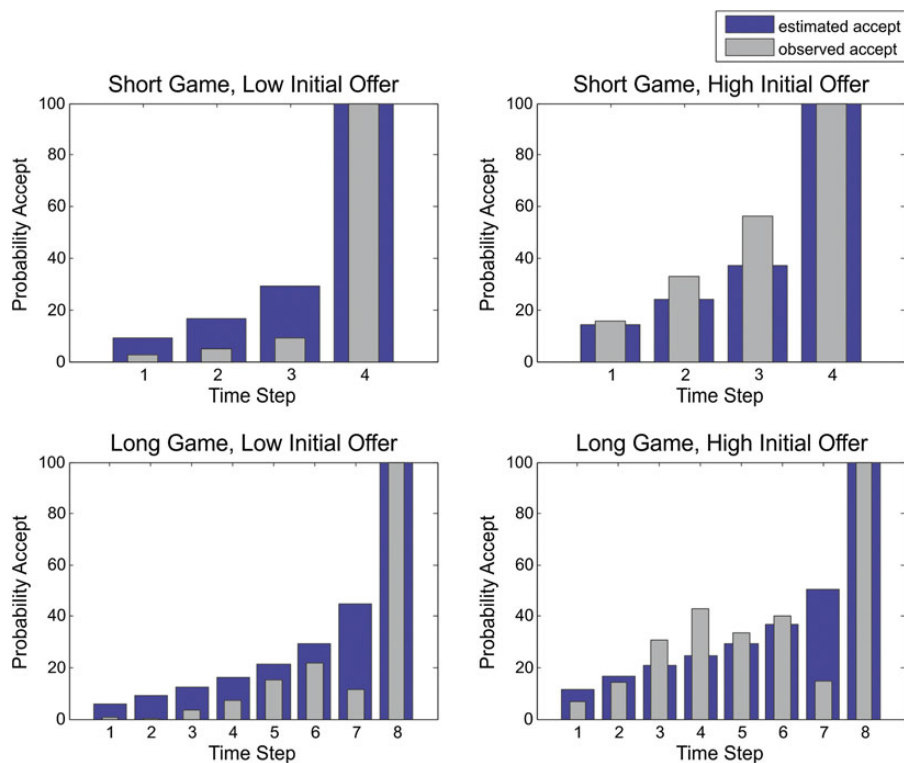 estimated accept
observed accept
Short Game, Low Initial Offer
100
80
60
40
20
0
Probability Accept
1 2 3 4
Time Step
Short Game, High Initial Offer
100
80
60
40
20
0
Probability Accept
1 2 3 4
Time Step
Long Game, Low Initial Offer
100
80
60
40
20
0
Probability Accept
1 2 3 4 5 6 7 8
Time Step
Long Game, High Initial Offer
100
80
60
40
20
0
Probability Accept
1 2 3 4 5 6 7 8
Time Step